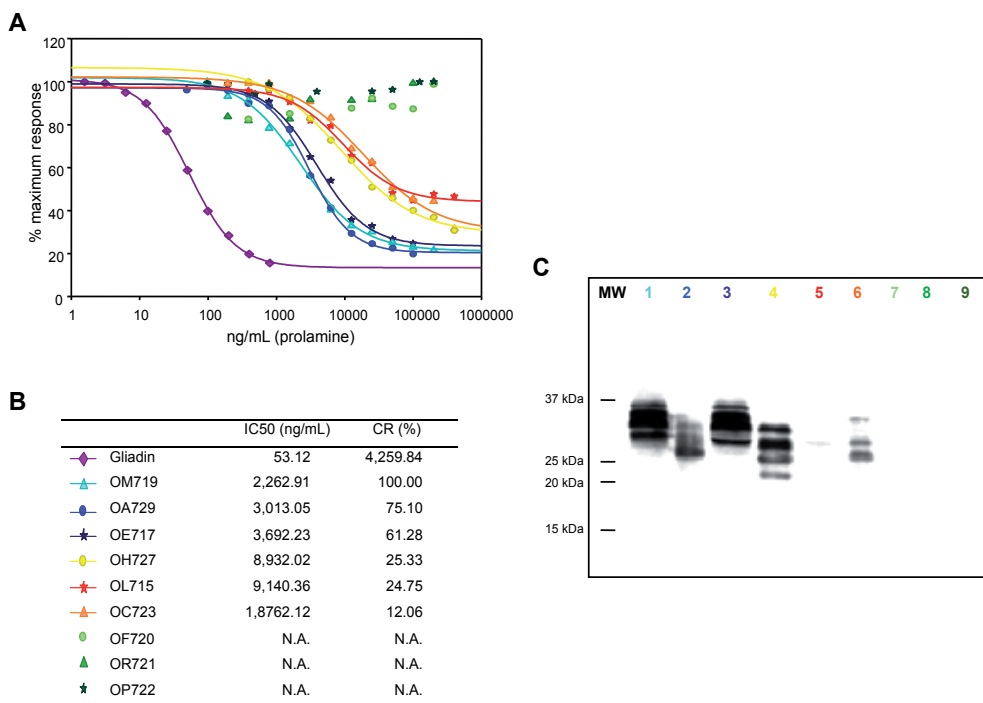 A
120
100
80
60
40
20
0
% maximum response
1 10 100 1000 10000 100000 1000000
ng/mL (prolamine)
B
IC50 (ng/mL) CR (%)
Gliadin 53.12 4,259.84
OM719 2,262.91 100.00
OA729 3,013.05 75.10
OE717 3,692.23 61.28
OH727 8,932.02 25.33
OL715 9,140.36 24.75
OC723 1,8762.12 12.06
OF720 N.A. N.A.
OR721 N.A. N.A.
OP722 N.A. N.A.
C
MW 1 2 3 4 5 6 7 8 9
37 kDa
25 kDa
20 kDa
15 kDa